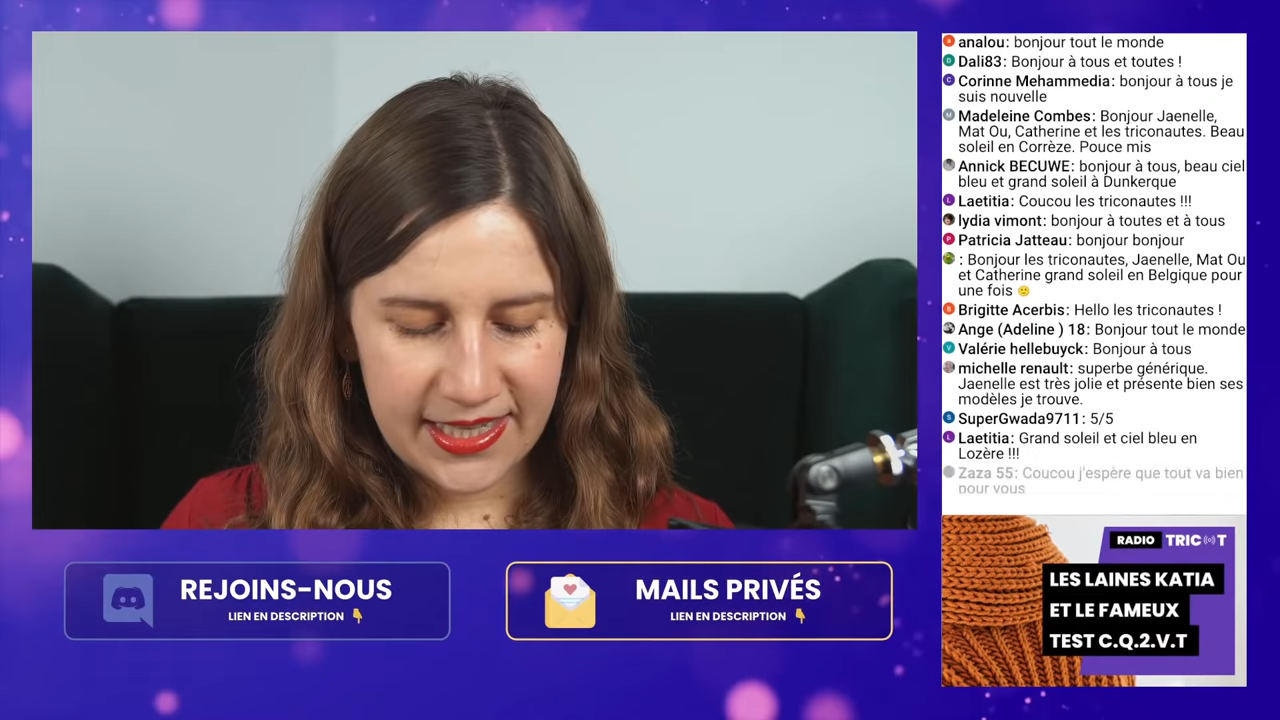 analou: bonjour tout le monde
Dali83: Bonjour à tous et toutes !
Corinne Mehammedia: bonjour à tous je
suis nouvelle
Madeleine Combes: Bonjour Jaenelle,
Mat Ou, Catherine et les triconautes. Beau
soleil en Corrèze. Pouce mis
Annick BECUWE: bonjour à tous, beau ciel
bleu et grand soleil à Dunkerque
Laetitia: Coucou les triconautes !!!
lydia vimont: bonjour à toutes et à tous
Patricia Jatteau: bonjour bonjour
: Bonjour les triconautes, Jaenelle, Mat Ou
et Catherine grand soleil en Belgique pour
une fois 🙂
Brigitte Acerbis: Hello les triconautes !
Ange (Adeline ) 18: Bonjour tout le monde
Valérie hellebuyck: Bonjour à tous
michelle renault: superbe générique.
Jaenelle est très jolie et présente bien ses
modèles je trouve.
SuperGwada9711: 5/5
Laetitia: Grand soleil et ciel bleu en
Lozère !!!
Zaza 55: Coucou j'espère que tout va bien
pour vous
REJOINS-NOUS
LIEN EN DESCRIPTION 👇
MAILS PRIVÉS
LIEN EN DESCRIPTION 👇
RADIO TRICOT
LES LAINES KATIA
ET LE FAMEUX
TEST C.Q.2.V.T